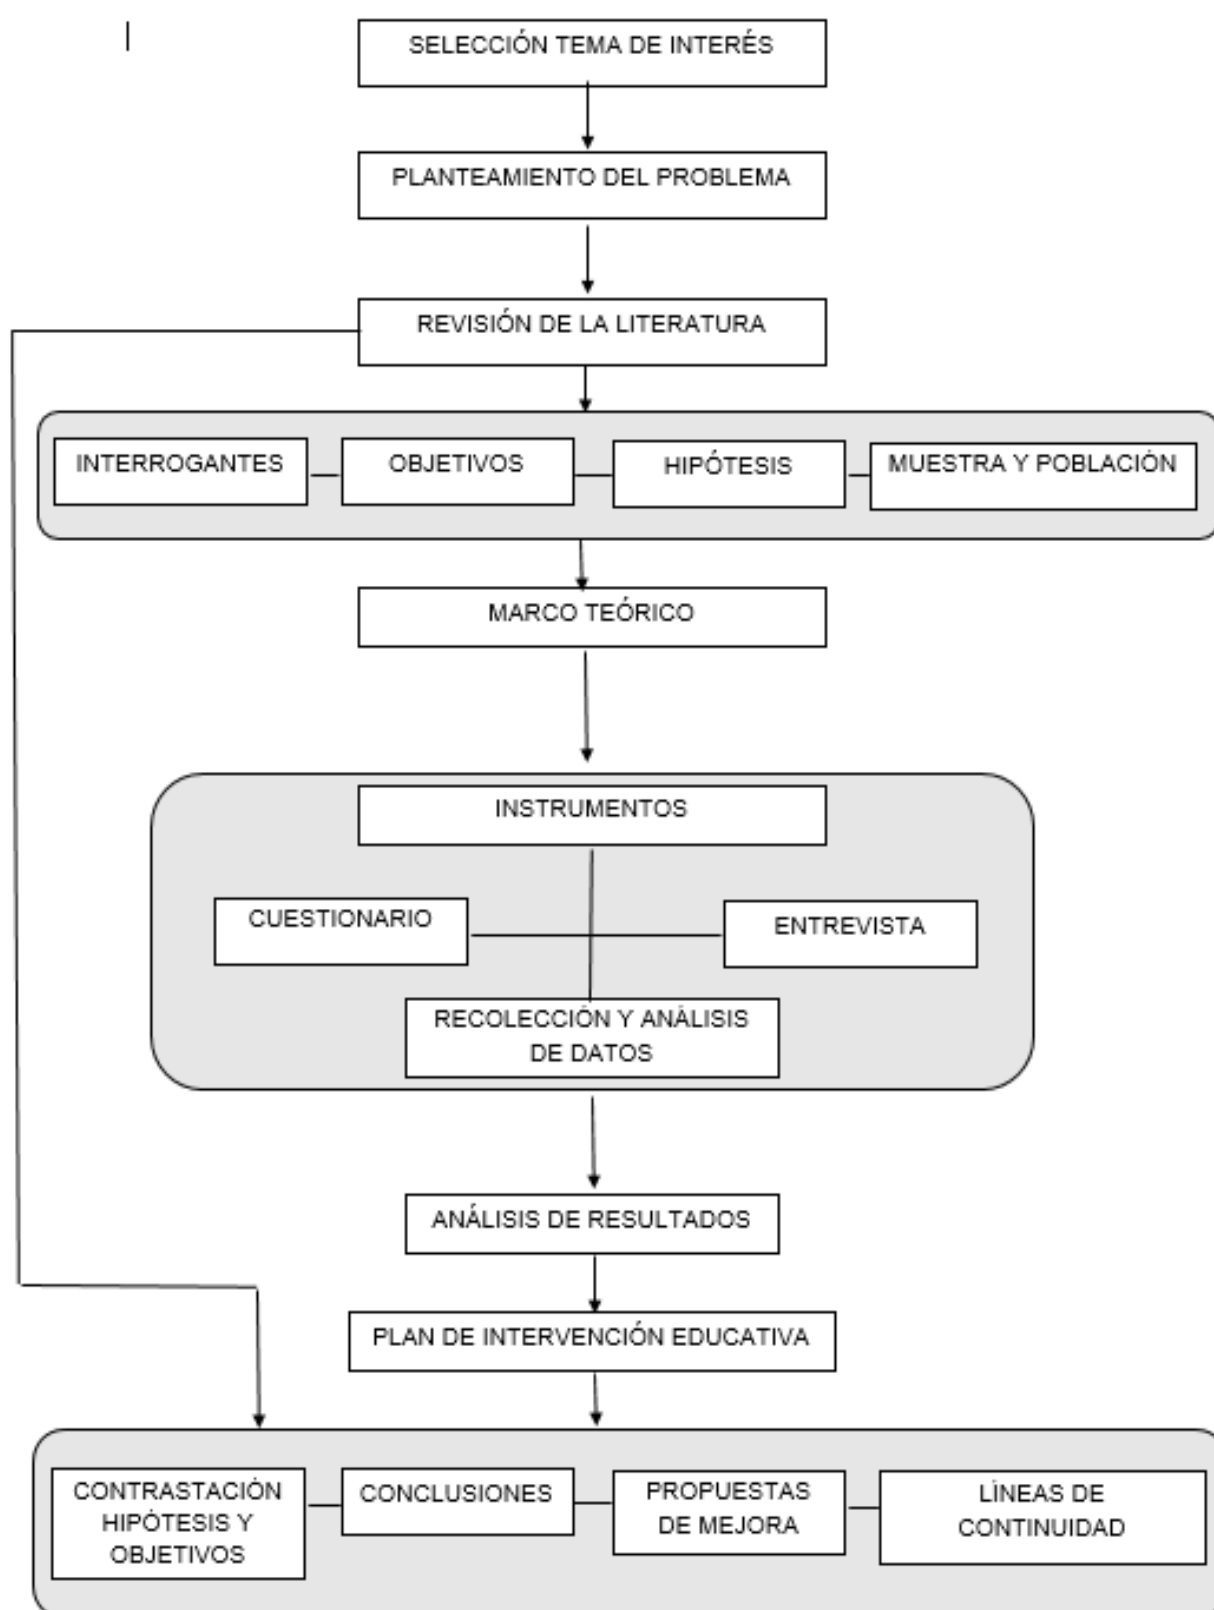 SELECCIÓN TEMA DE INTERÉS
PLANTEAMIENTO DEL PROBLEMA
REVISIÓN DE LA LITERATURA
INTERROGANTES
OBJETIVOS
HIPÓTESIS
MUESTRA Y POBLACIÓN
MARCO TEÓRICO
INSTRUMENTOS
CUESTIONARIO
ENTREVISTA
RECOLECCIÓN Y ANÁLISIS
DE DATOS
ANÁLISIS DE RESULTADOS
PLAN DE INTERVENCIÓN EDUCATIVA
CONTRASTACIÓN
HIPÓTESIS Y
OBJETIVOS
CONCLUSIONES
PROPUESTAS
DE MEJORA
LÍNEAS DE
CONTINUIDAD